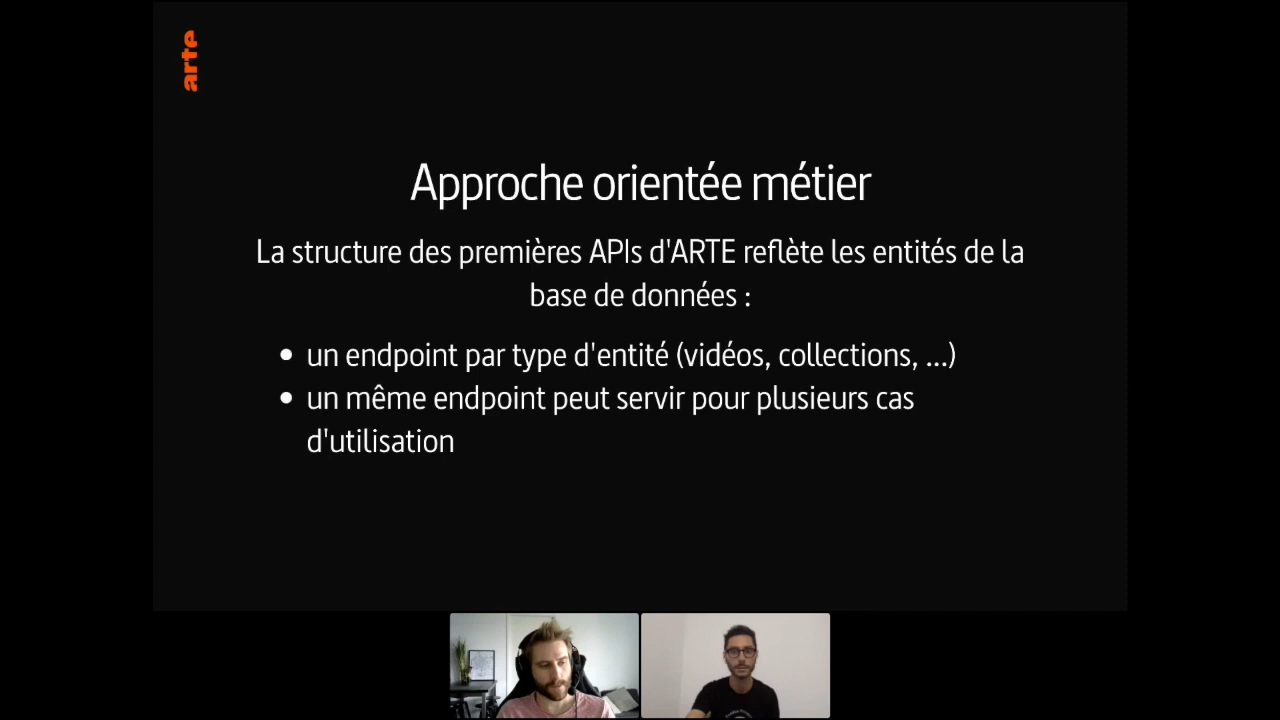 arte
Approche orientée métier
La structure des premières APIs d'ARTE reflète les entités de la
base de données :
• un endpoint par type d'entité (vidéos, collections, ...)
• un même endpoint peut servir pour plusieurs cas
d'utilisation